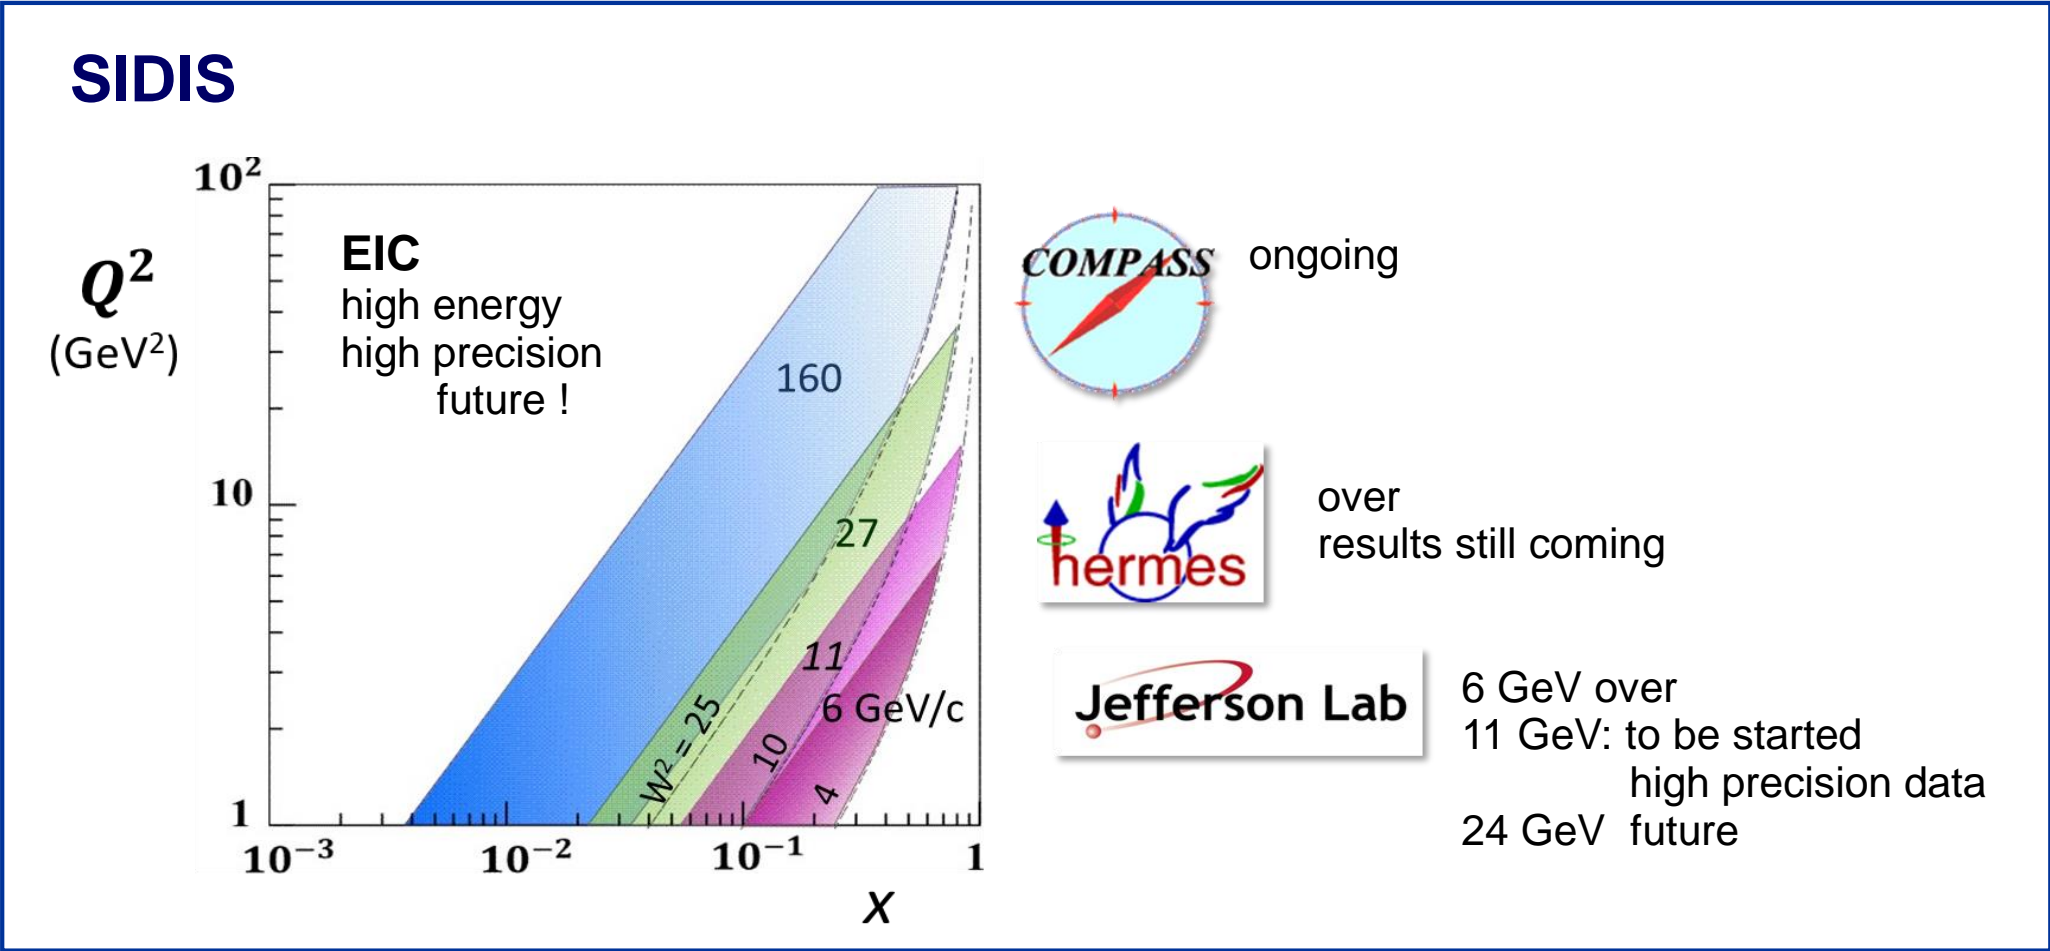 SIDIS
10²
Q²
(GeV²)
EIC
high energy
high precision
future !
160
10
27
11
6 GeV/c
W² = 25
10
4
1
10⁻³
10⁻²
10⁻¹
1
x
COMPASS
ongoing
hermes
over
results still coming
Jefferson Lab
6 GeV over
11 GeV: to be started
high precision data
24 GeV future